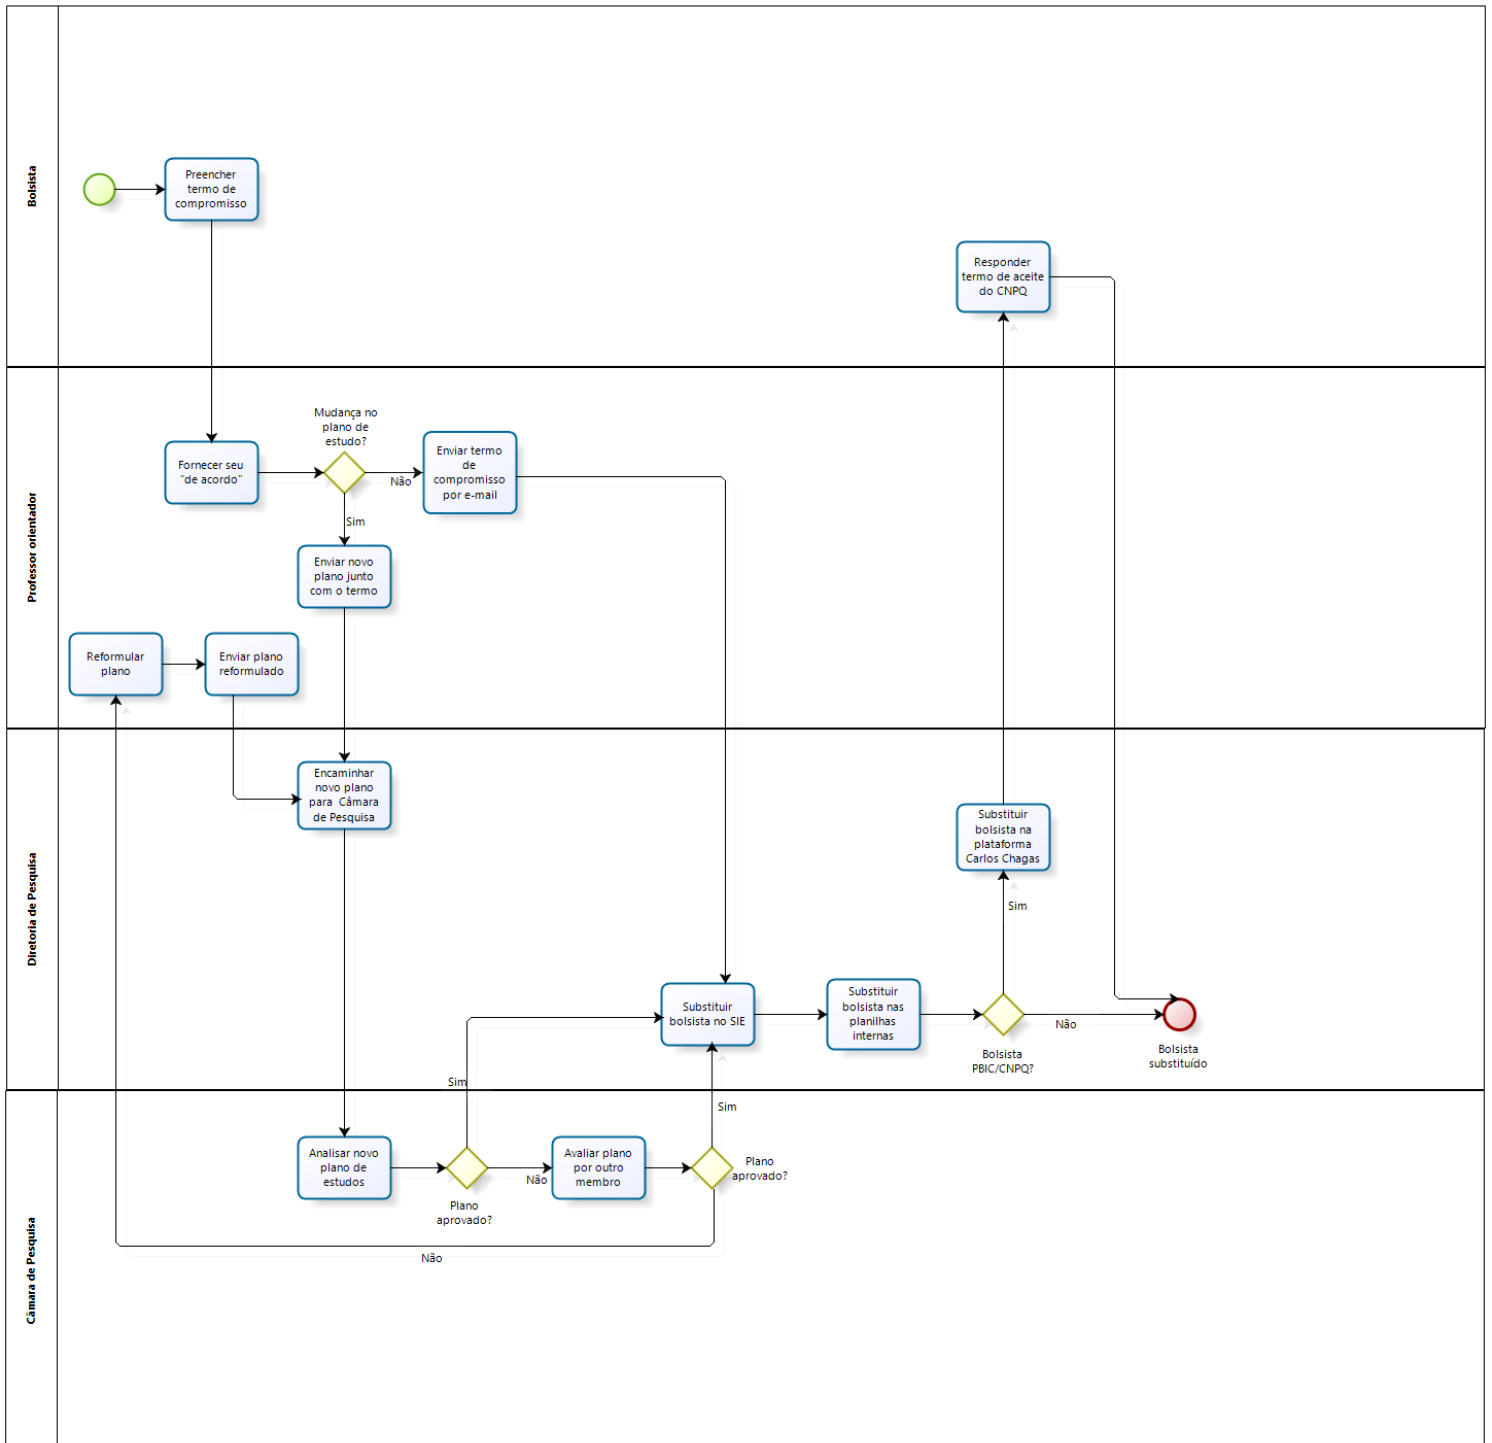 Bolsista
Preencher
termo de
compromisso
Responder
termo de aceite
do CNPQ
Professor orientador
Mudança no
plano de
estudo?
Fornecer seu
"de acordo"
Não
Enviar termo
de
compromisso
por e-mail
Sim
Enviar novo
plano junto
com o termo
Reformular
plano
Enviar plano
reformulado
Diretoria de Pesquisa
Encaminhar
novo plano
para Câmara
de Pesquisa
Substituir
bolsista na
plataforma
Carlos Chagas
Sim
Substituir
bolsista no SIE
Substituir
bolsista nas
planilhas
internas
Bolsista
PBIC/CNPQ?
Não
Bolsista
substituído
Sim
Câmara de Pesquisa
Sim
Analisar novo
plano de
estudos
Plano
aprovado?
Não
Avaliar plano
por outro
membro
Plano
aprovado?
Não